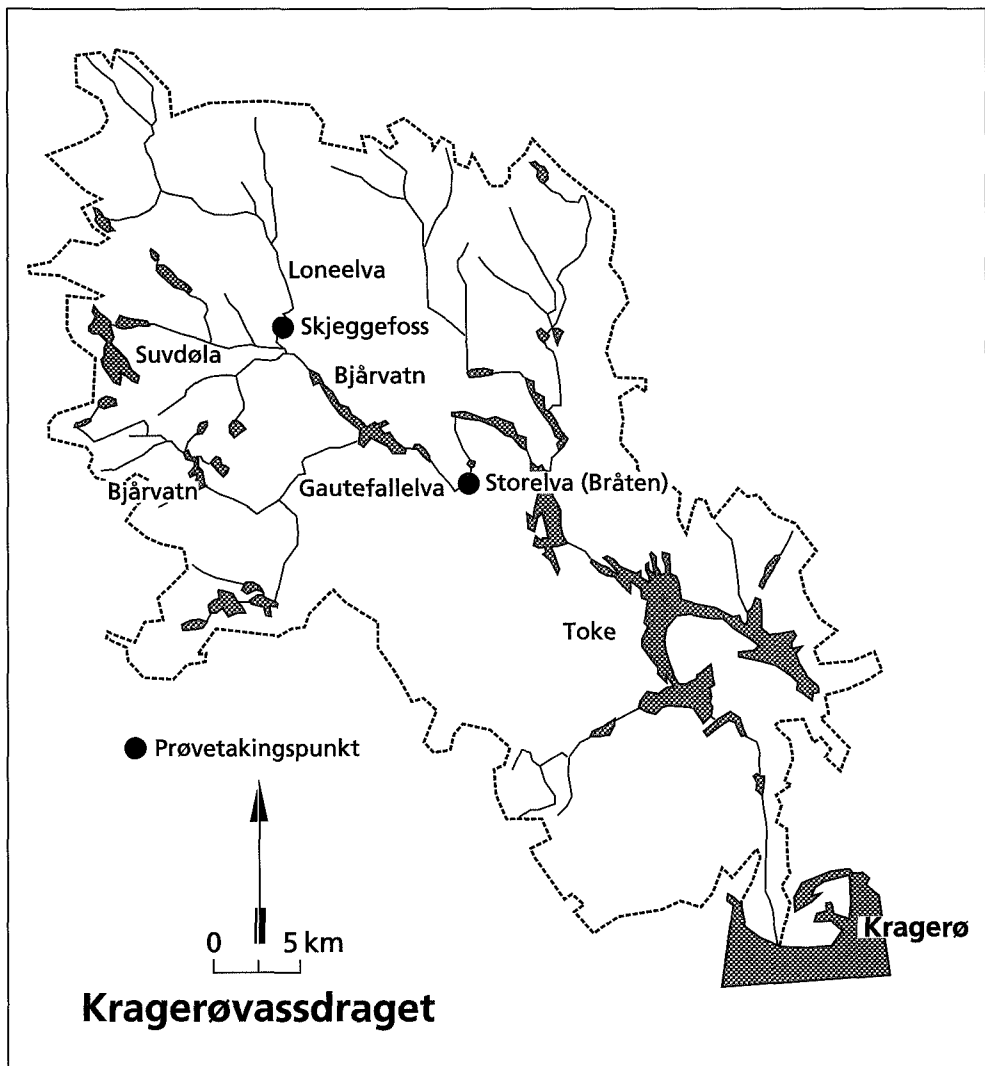 Loneelva
Skjeggefoss
Suvdøla
Bjårvatn
Bjårvatn
Gautefallelva
Storelva (Bråten)
Toke
Prøvetakingspunkt
0 5 km
Kragerø
Kragerøvassdraget